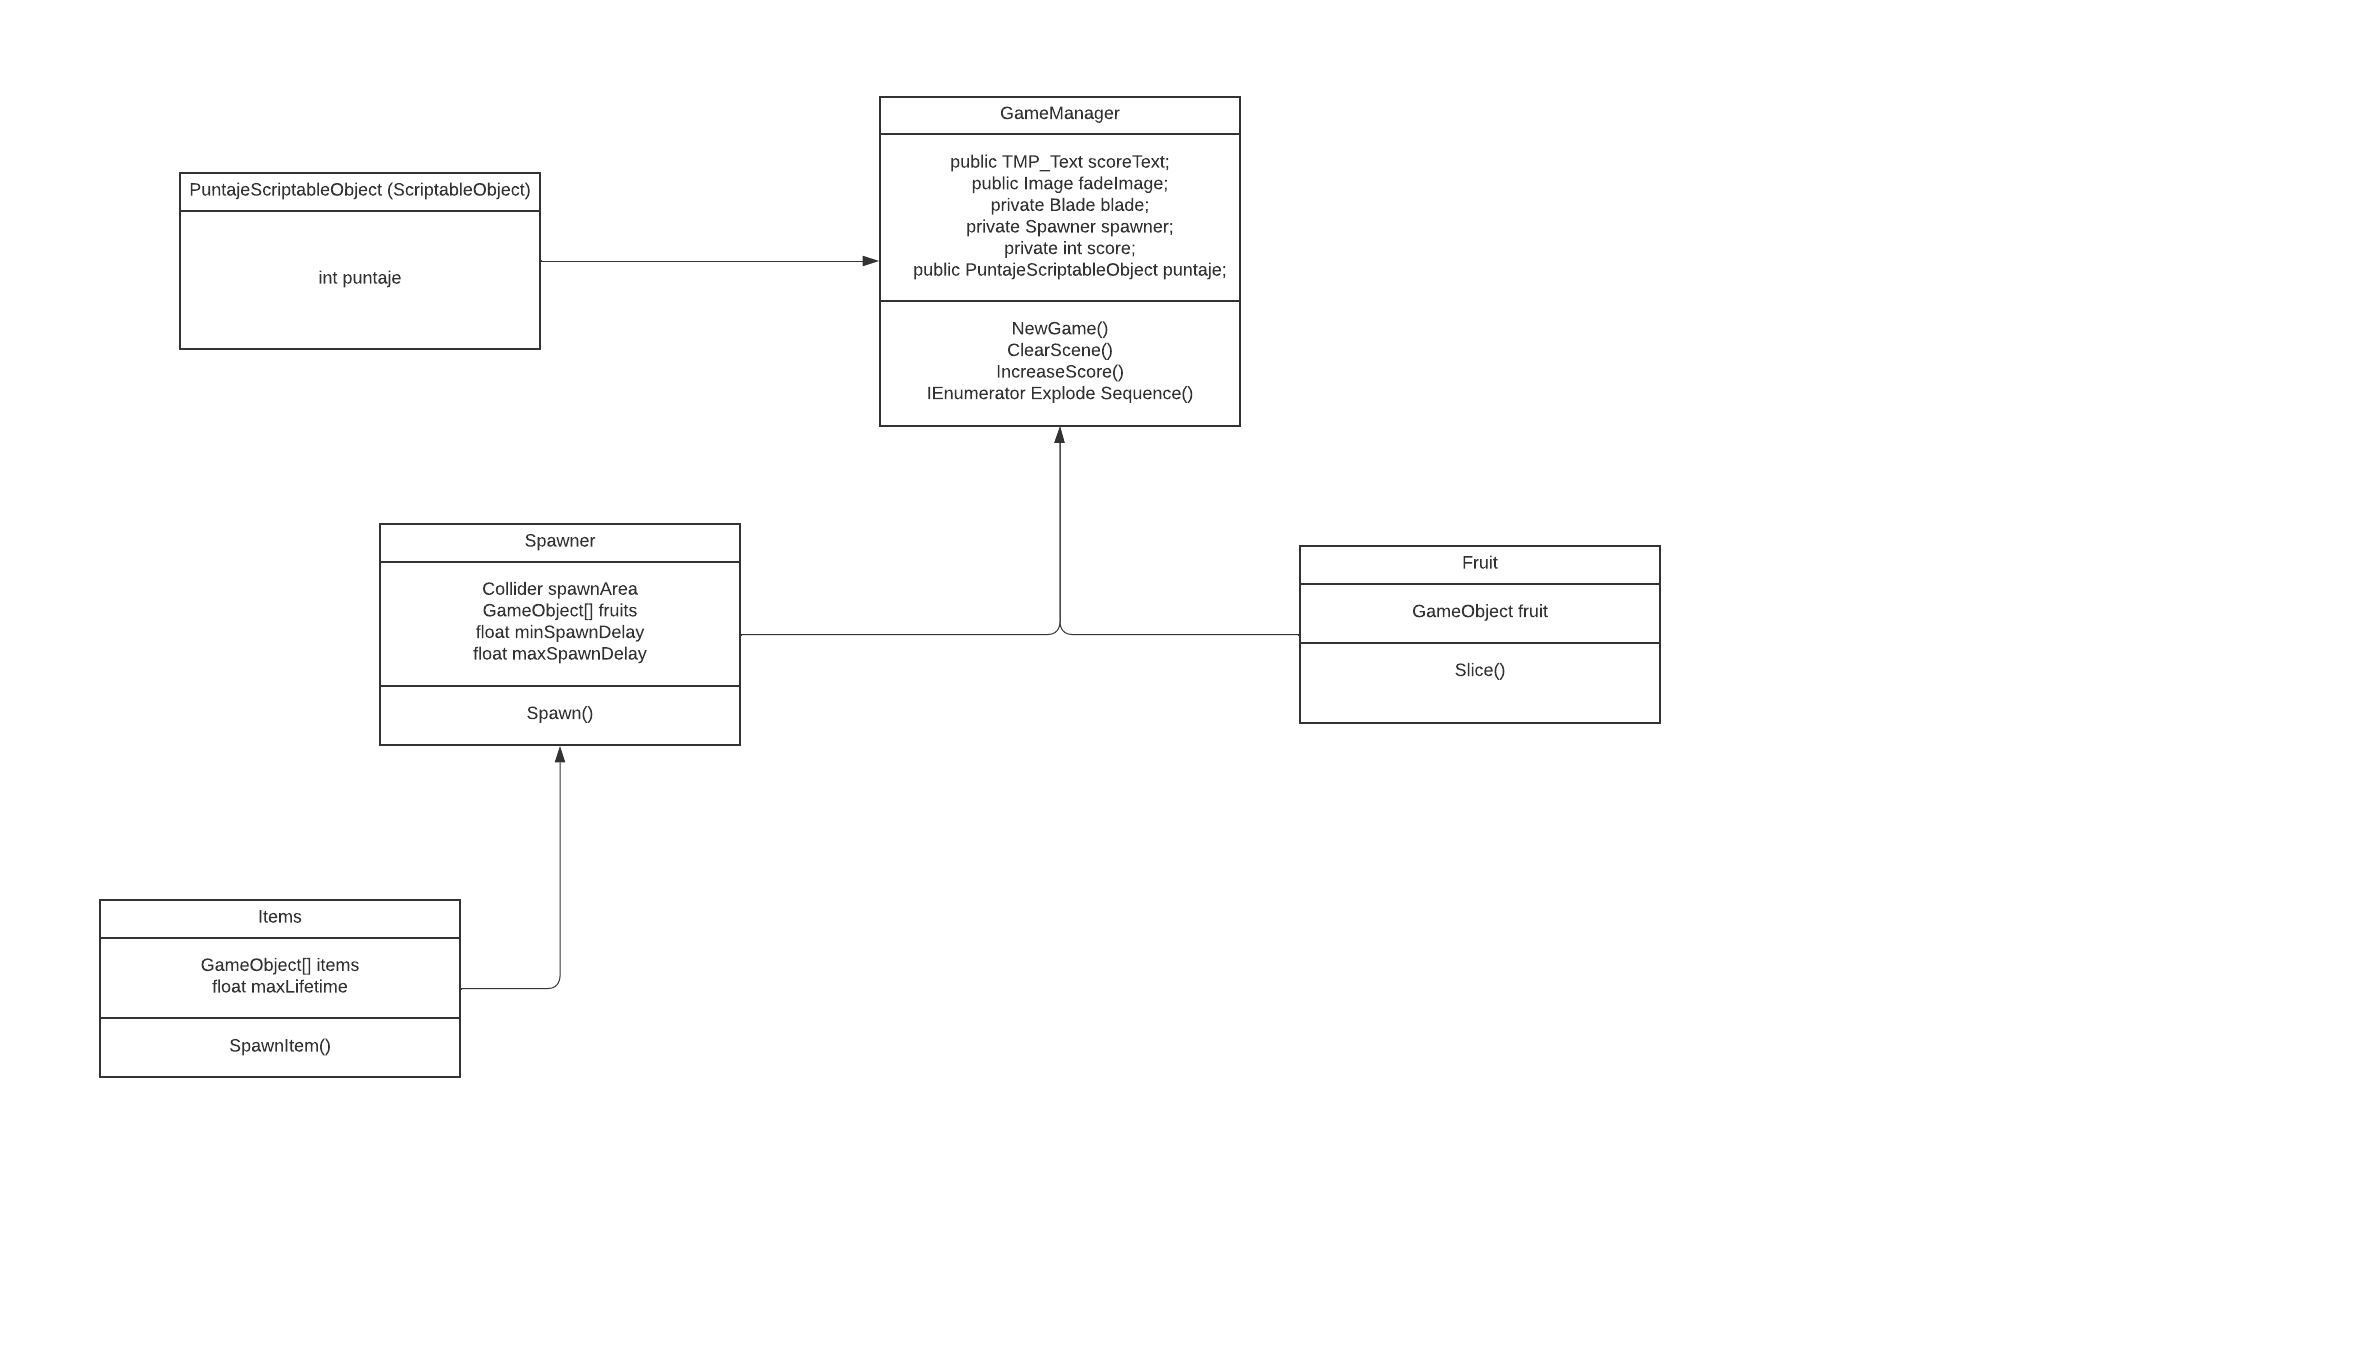 GameManager
public TMP_Text scoreText;
public Image fadeImage;
private Blade blade;
private Spawner spawner;
private int score;
public PuntajeScriptableObject puntaje;
NewGame()
ClearScene()
IncreaseScore()
IEnumerator Explode Sequence()
PuntajeScriptableObject (ScriptableObject)
int puntaje
Spawner
Collider spawnArea
GameObject[] fruits
float minSpawnDelay
float maxSpawnDelay
Spawn()
Fruit
GameObject fruit
Slice()
Items
GameObject[] items
float maxLifetime
SpawnItem()